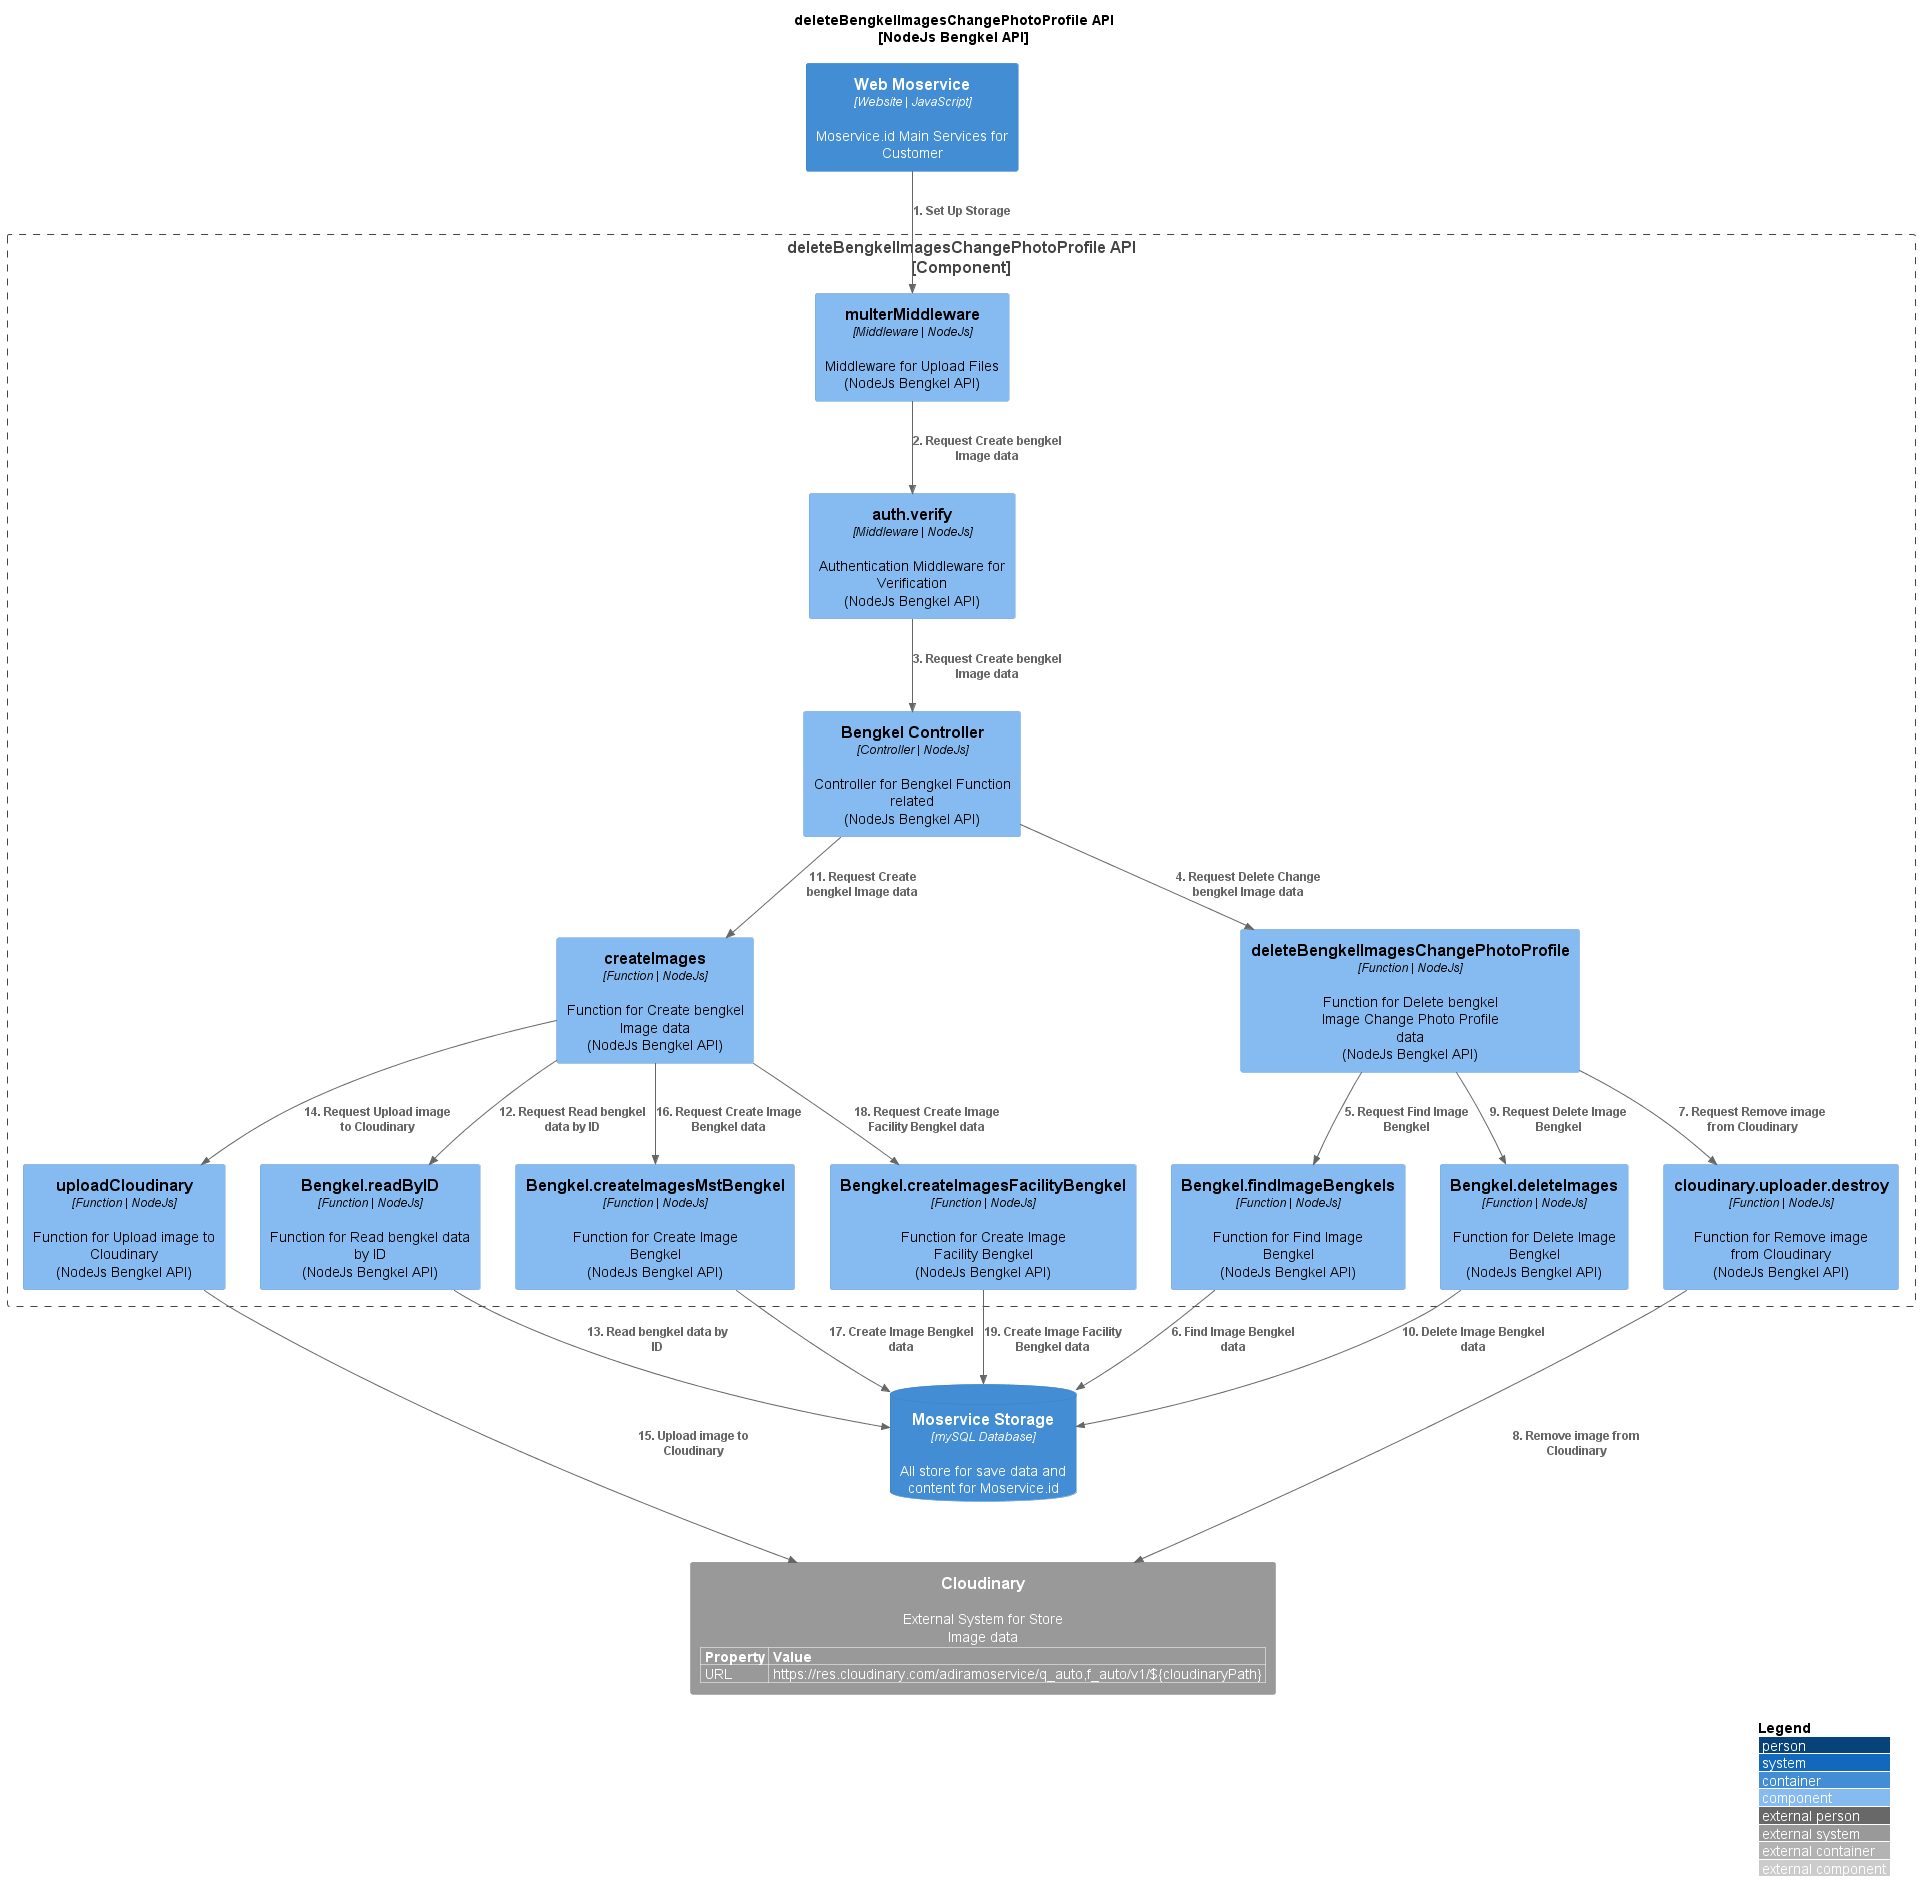 deleteBengkelImagesChangePhotoProfile API
[NodeJs Bengkel API]
Web Moservice
[Website | JavaScript]
Moservice.id Main Services for
Customer
1. Set Up Storage
deleteBengkelImagesChangePhotoProfile API
[Component]
multerMiddleware
[Middleware | NodeJs]
Middleware for Upload Files
(NodeJs Bengkel API)
2. Request Create bengkel
Image data
auth.verify
[Middleware | NodeJs]
Authentication Middleware for
Verification
(NodeJs Bengkel API)
3. Request Create bengkel
Image data
Bengkel Controller
[Controller | NodeJs]
Controller for Bengkel Function
related
(NodeJs Bengkel API)
11. Request Create
bengkel Image data
4. Request Delete Change
bengkel Image data
createImages
[Function | NodeJs]
Function for Create bengkel
Image data
(NodeJs Bengkel API)
deleteBengkelImagesChangePhotoProfile
[Function | NodeJs]
Function for Delete bengkel
Image Change Photo Profile
data
(NodeJs Bengkel API)
14. Request Upload image
to Cloudinary
12. Request Read bengkel
data by ID
16. Request Create Image
Bengkel data
18. Request Create Image
Facility Bengkel data
5. Request Find Image
Bengkel
9. Request Delete Image
Bengkel
7. Request Remove image
from Cloudinary
uploadCloudinary
[Function | NodeJs]
Function for Upload image to
Cloudinary
(NodeJs Bengkel API)
Bengkel.readByID
[Function | NodeJs]
Function for Read bengkel data
by ID
(NodeJs Bengkel API)
Bengkel.createImagesMstBengkel
[Function | NodeJs]
Function for Create Image
Bengkel
(NodeJs Bengkel API)
Bengkel.createImagesFacilityBengkel
[Function | NodeJs]
Function for Create Image
Facility Bengkel
(NodeJs Bengkel API)
Bengkel.findImageBengkels
[Function | NodeJs]
Function for Find Image
Bengkel
(NodeJs Bengkel API)
Bengkel.deleteImages
[Function | NodeJs]
Function for Delete Image
Bengkel
(NodeJs Bengkel API)
cloudinary.uploader.destroy
[Function | NodeJs]
Function for Remove image
from Cloudinary
(NodeJs Bengkel API)
13. Read bengkel data by
ID
17. Create Image Bengkel
data
19. Create Image Facility
Bengkel data
6. Find Image Bengkel
data
10. Delete Image Bengkel
data
Moservice Storage
[mySQL Database]
All store for save data and
content for Moservice.id
15. Upload image to
Cloudinary
8. Remove image from
Cloudinary
Cloudinary
External System for Store
Image data
Property Value
URL https://res.cloudinary.com/adiramoservice/q_auto,f_auto/v1/${cloudinaryPath}
Legend
person
system
container
component
external person
external system
external container
external component